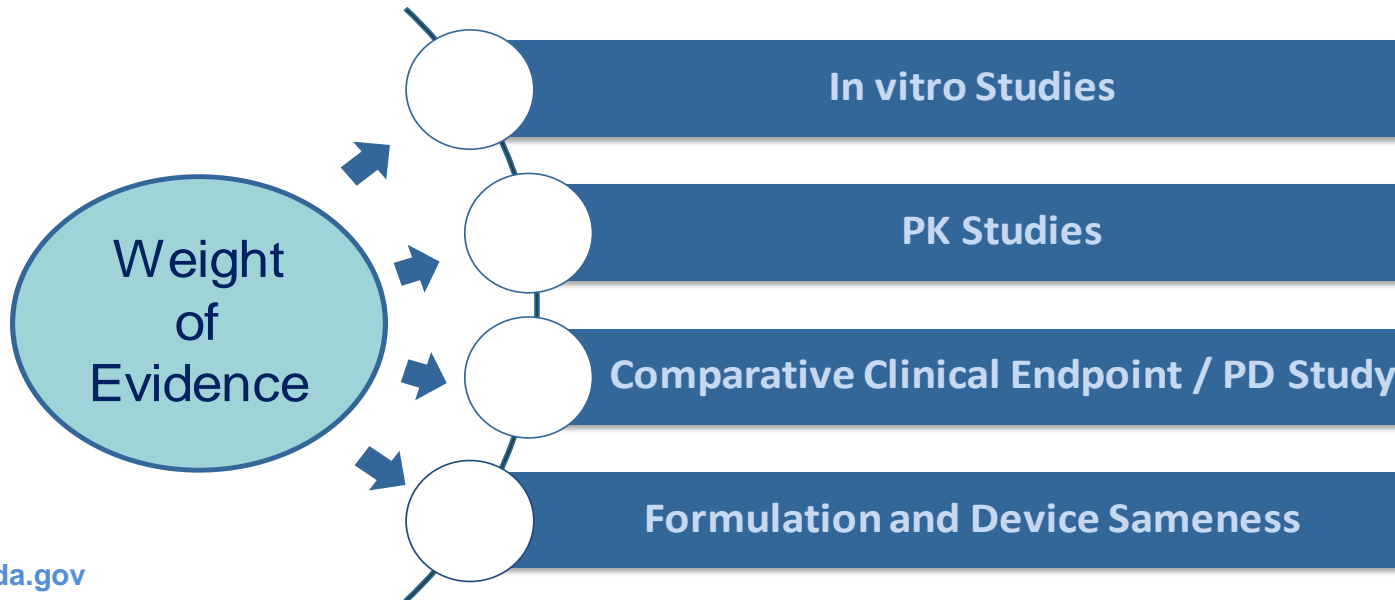 Weight
of
Evidence
In vitro Studies
PK Studies
Comparative Clinical Endpoint / PD Study
Formulation and Device Sameness
da.gov